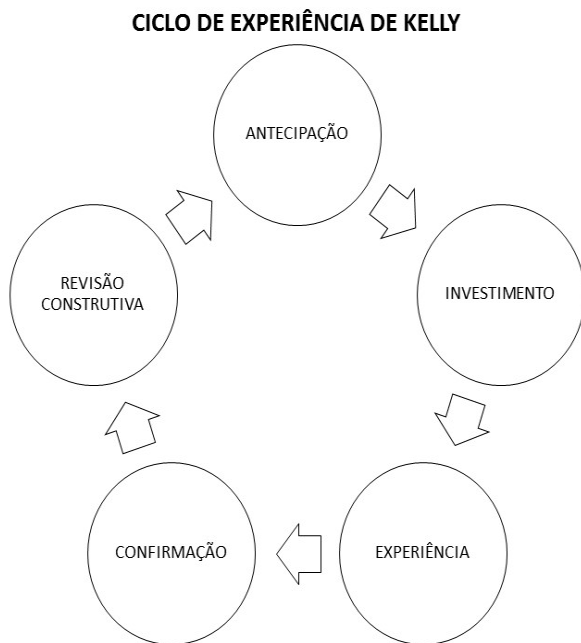 CICLO DE EXPERIÊNCIA DE KELLY
ANTECIPAÇÃO
INVESTIMENTO
EXPERIÊNCIA
CONFIRMAÇÃO
REVISÃO
CONSTRUTIVA